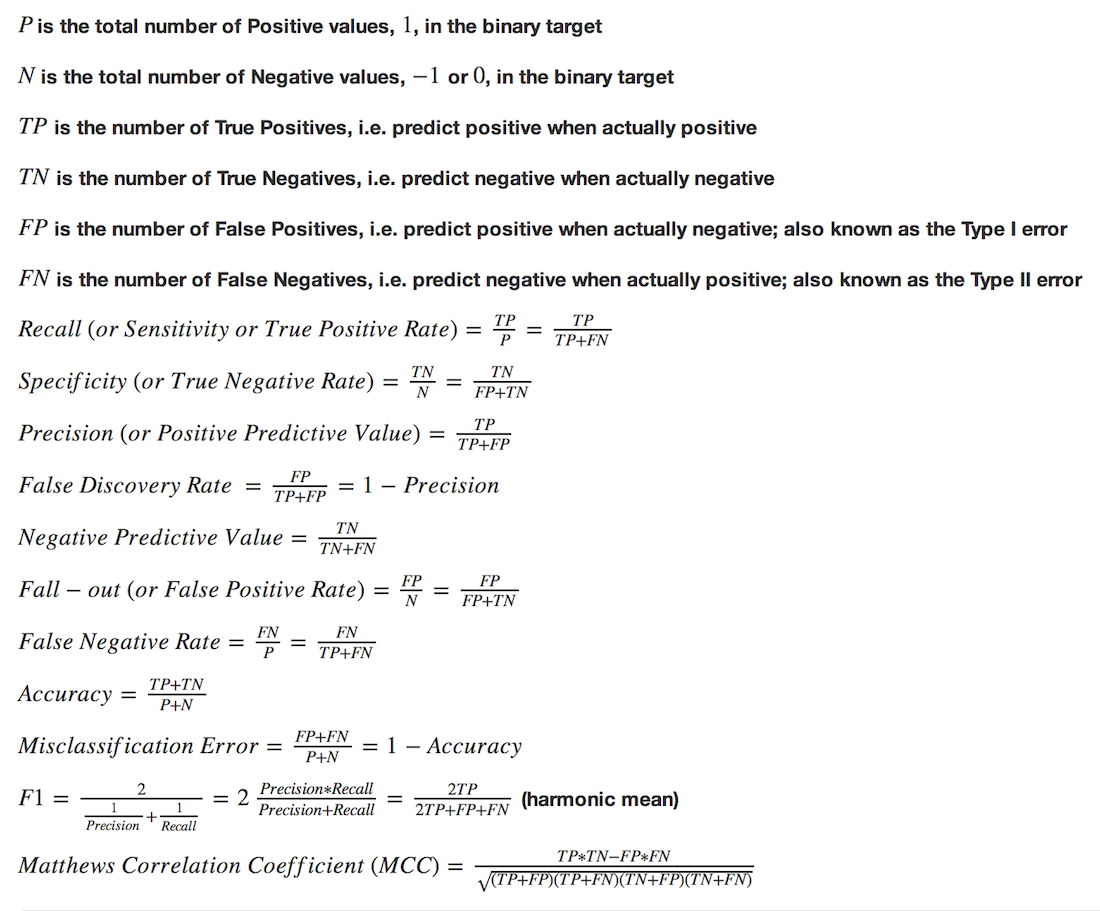 P is the total number of Positive values, 1, in the binary target
N is the total number of Negative values, −1 or 0, in the binary target
TP is the number of True Positives, i.e. predict positive when actually positive
TN is the number of True Negatives, i.e. predict negative when actually negative
FP is the number of False Positives, i.e. predict positive when actually negative; also known as the Type I error
FN is the number of False Negatives, i.e. predict negative when actually positive; also known as the Type II error
Recall (or Sensitivity or True Positive Rate) = \frac{TP}{P} = \frac{TP}{TP+FN}
Specificity (or True Negative Rate) = \frac{TN}{N} = \frac{TN}{FP+TN}
Precision (or Positive Predictive Value) = \frac{TP}{TP+FP}
False Discovery Rate = \frac{FP}{TP+FP} = 1 − Precision
Negative Predictive Value = \frac{TN}{TN+FN}
Fall − out (or False Positive Rate) = \frac{FP}{N} = \frac{FP}{FP+TN}
False Negative Rate = \frac{FN}{P} = \frac{FN}{TP+FN}
Accuracy = \frac{TP+TN}{P+N}
Misclassification Error = \frac{FP+FN}{P+N} = 1 − Accuracy
F1 = \frac{2}{\frac{1}{Precision}+\frac{1}{Recall}} = 2 \frac{Precision*Recall}{Precision+Recall} = \frac{2TP}{2TP+FP+FN} (harmonic mean)
Matthews Correlation Coefficient (MCC) = \frac{TP*TN−FP*FN}{\sqrt{(TP+FP)(TP+FN)(TN+FP)(TN+FN)}}